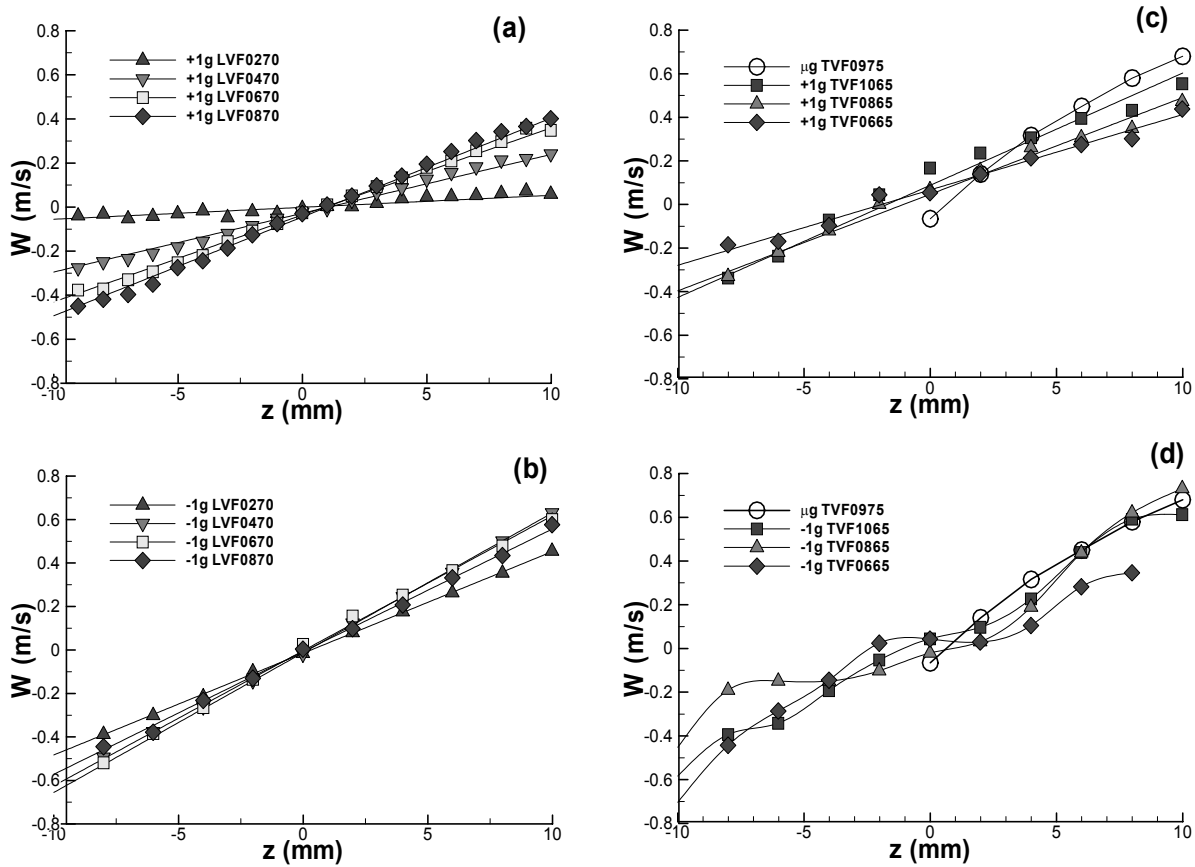 (a)
+1g LVF0270
+1g LVF0470
+1g LVF0670
+1g LVF0870
W (m/s)
0.8
0.6
0.4
0.2
0
-0.2
-0.4
-0.6
-0.8
-10
-5
0
5
10
z (mm)
(c)
μg TVF0975
+1g TVF1065
+1g TVF0865
+1g TVF0665
W (m/s)
0.8
0.6
0.4
0.2
0
-0.2
-0.4
-0.6
-0.8
-10
-5
0
5
10
z (mm)
(b)
-1g LVF0270
-1g LVF0470
-1g LVF0670
-1g LVF0870
W (m/s)
0.8
0.6
0.4
0.2
0
-0.2
-0.4
-0.6
-0.8
-10
-5
0
5
10
z (mm)
(d)
μg TVF0975
-1g TVF1065
-1g TVF0865
-1g TVF0665
W (m/s)
0.8
0.6
0.4
0.2
0
-0.2
-0.4
-0.6
-0.8
-10
-5
0
5
10
z (mm)